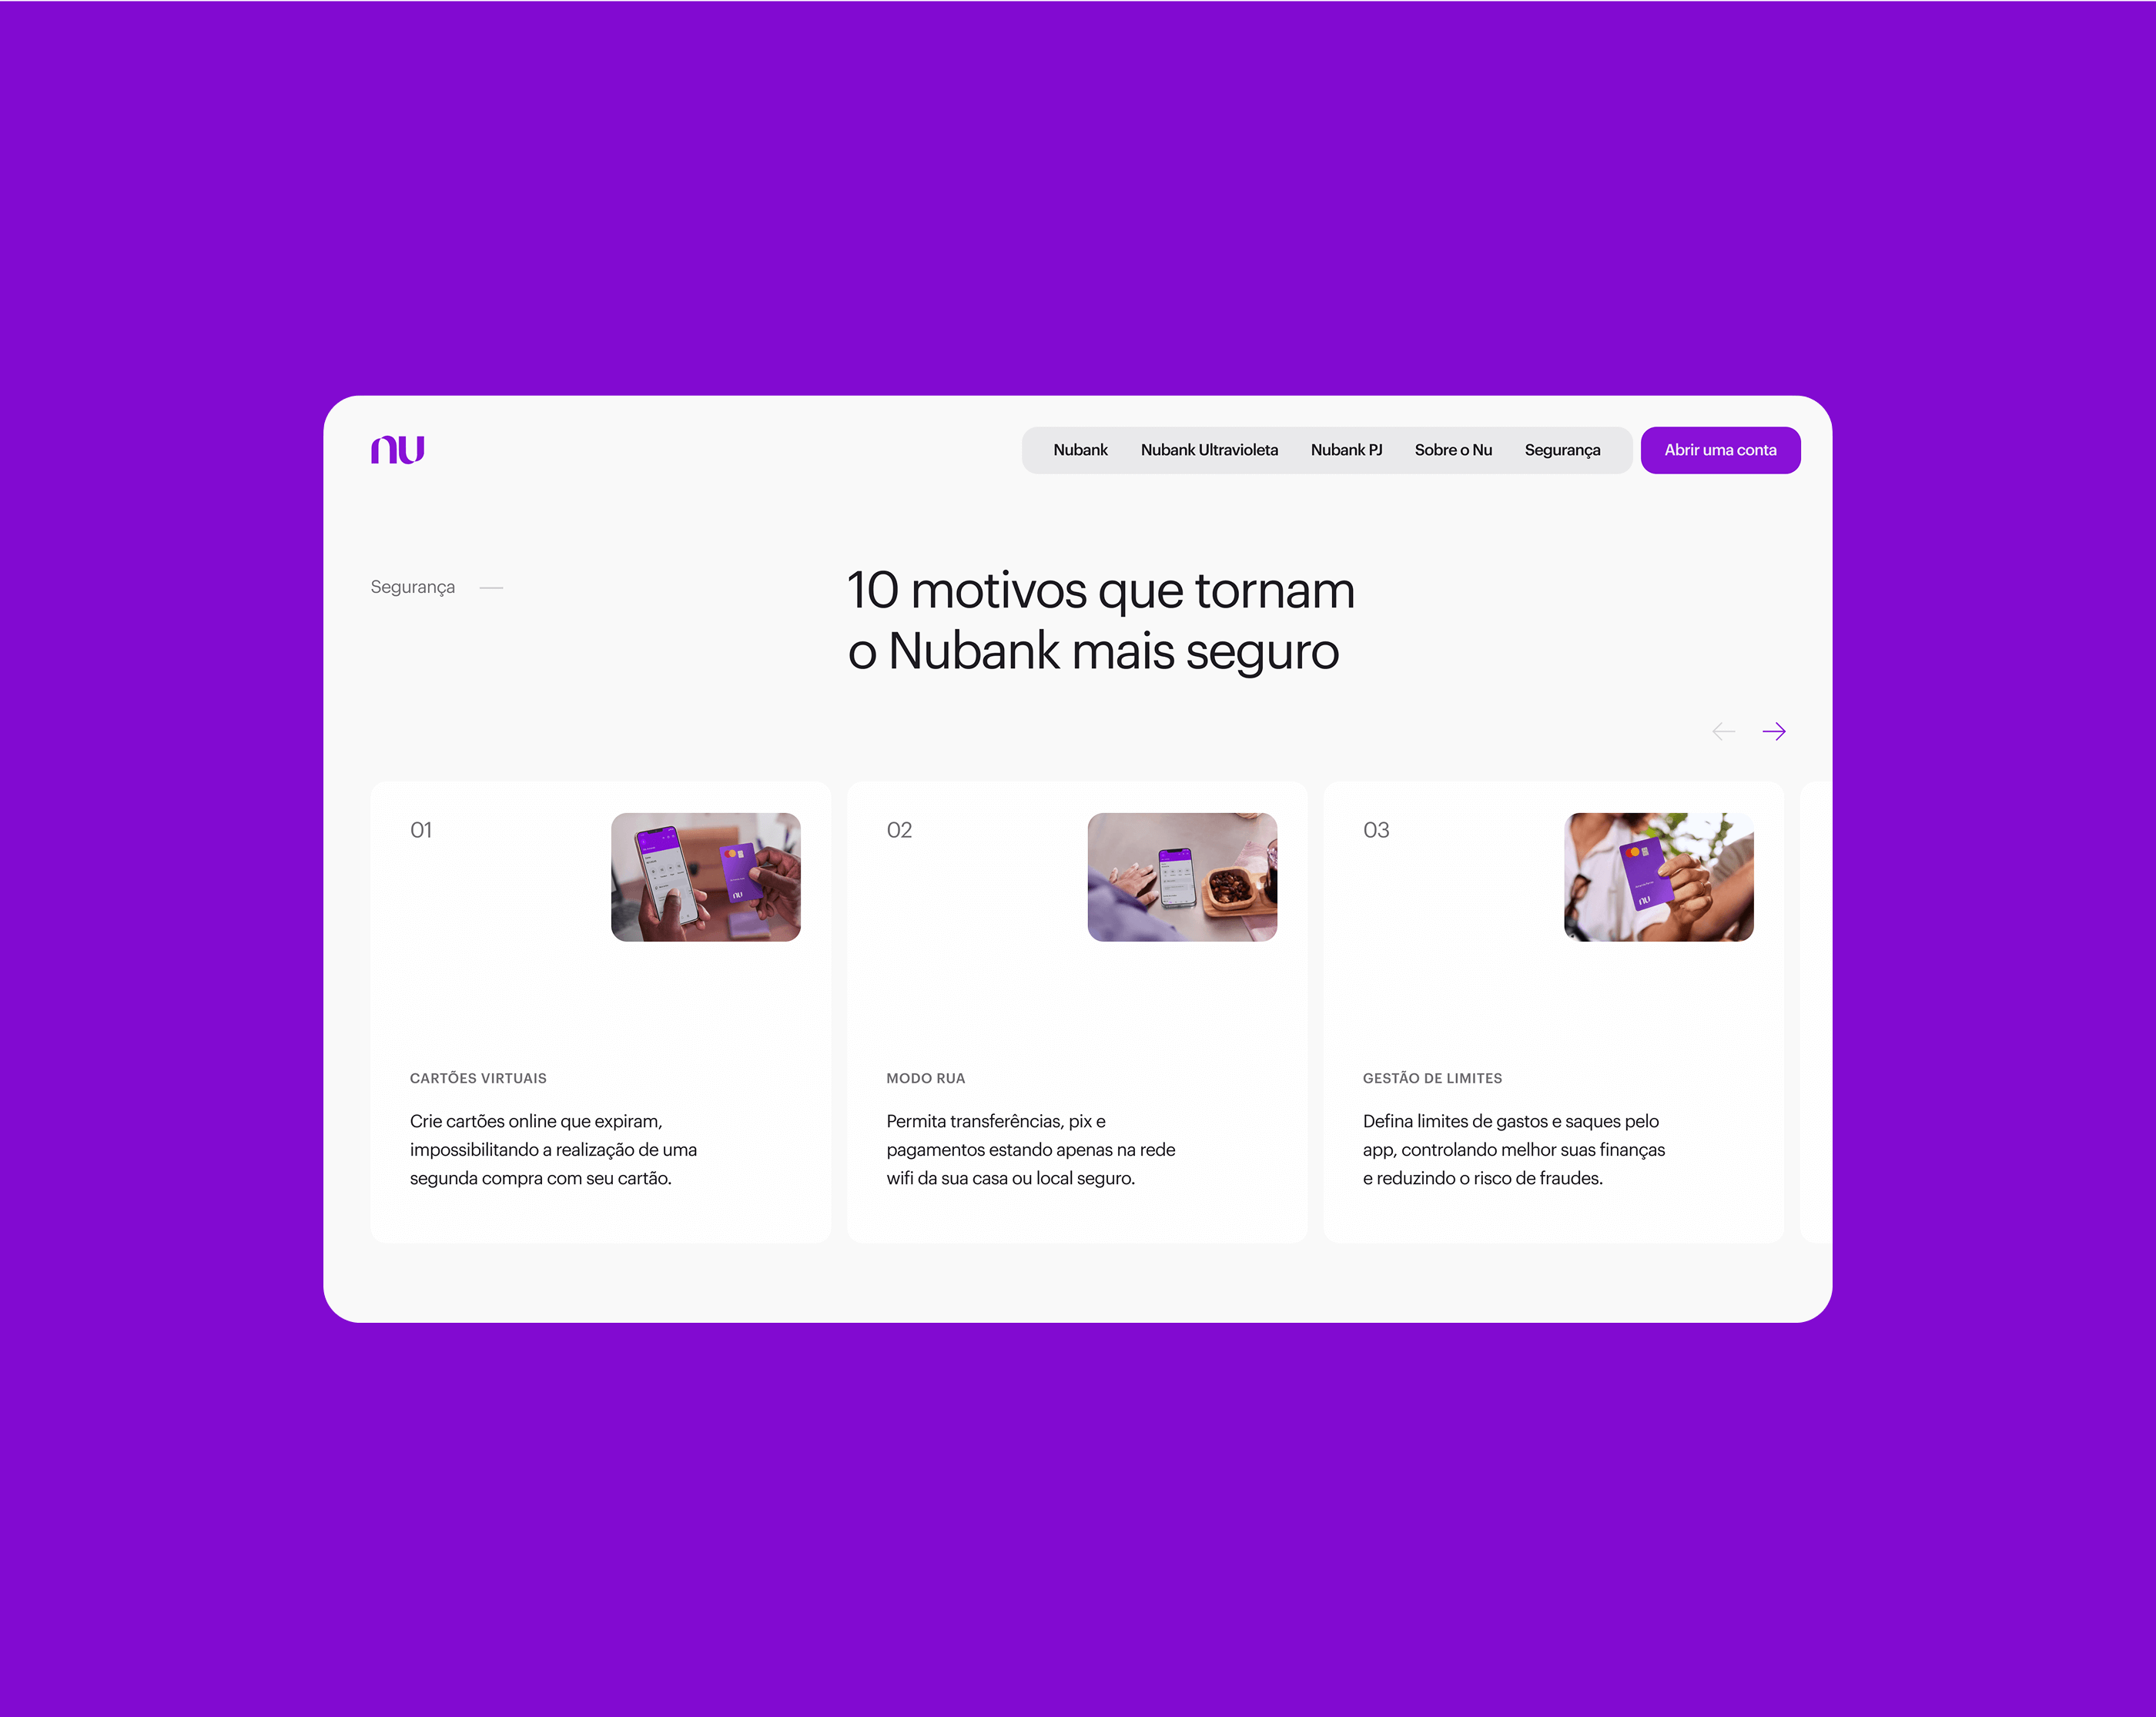 nu
Nubank
Nubank Ultravioleta
Nubank PJ
Sobre o Nu
Segurança
Abrir uma conta
Segurança
10 motivos que tornam
o Nubank mais seguro
01
nu
CARTÕES VIRTUAIS
Crie cartões online que expiram,
impossibilitando a realização de uma
segunda compra com seu cartão.
02
MODO RUA
Permita transferências, pix e
pagamentos estando apenas na rede
wifi da sua casa ou local seguro.
03
nu
GESTÃO DE LIMITES
Defina limites de gastos e saques pelo
app, controlando melhor suas finanças
e reduzindo o risco de fraudes.